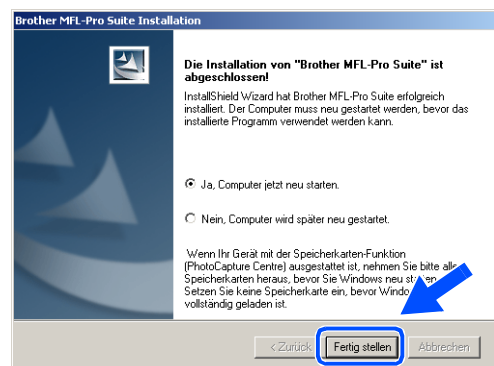 Brother MFL-Pro Suite Installation
Die Installation von "Brother MFL-Pro Suite" ist
abgeschlossen!
InstallShield Wizard hat Brother MFL-Pro Suite erfolgreich
installiert. Der Computer muss neu gestartet werden, bevor das
installierte Programm verwendet werden kann.
Ja, Computer jetzt neu starten.
Nein, Computer wird später neu gestartet.
Wenn Ihr Gerät mit der Speicherkarten-Funktion
(PhotoCapture Centre) ausgestattet ist, nehmen Sie bitte alle
Speicherkarten heraus, bevor Sie Windows neu
Setzen Sie keine Speicherkarte ein, bevor
vollständig geladen ist.
< Zurück
Fertig stellen
Abbrechen